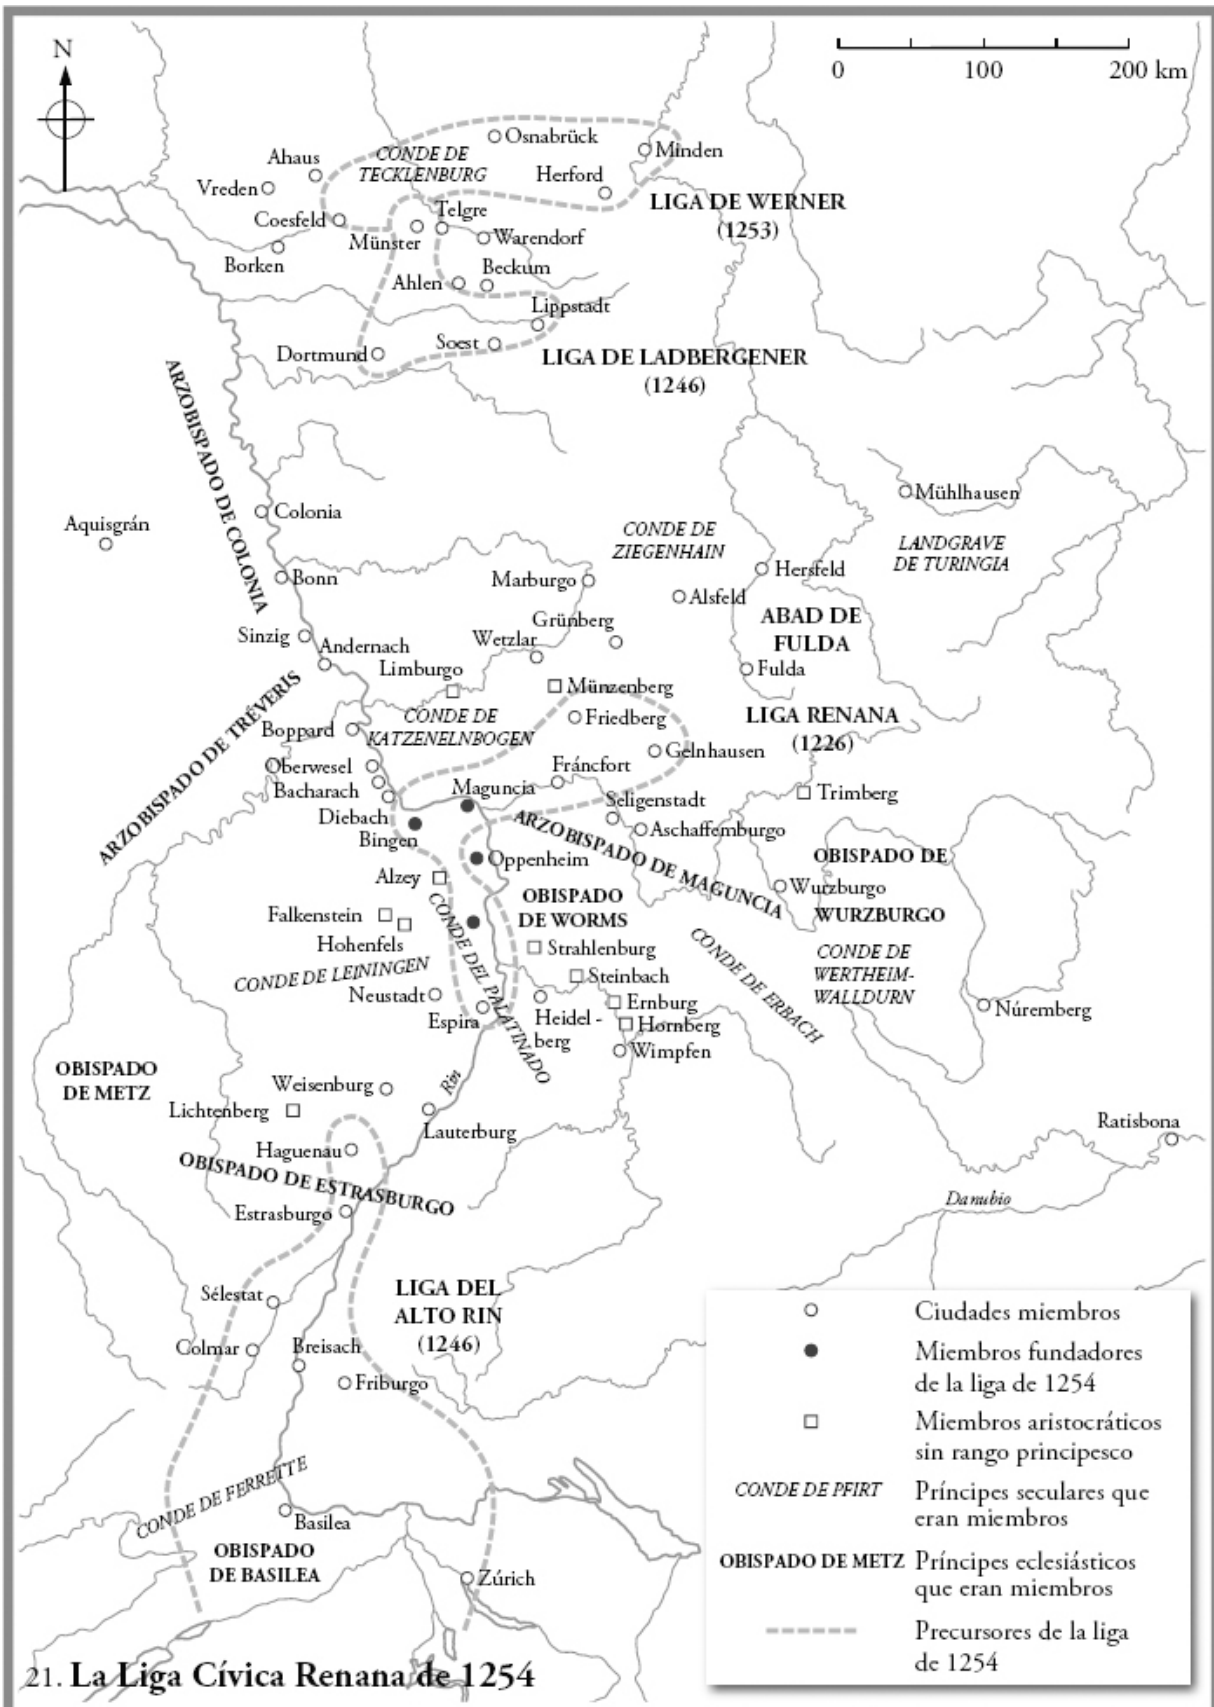 N
0 100 200 km
Osnabrück
Minden
CONDE DE
TECKLENBURG
Ahaus
Vreden
Herford
LIGA DE WERNER
(1253)
Coesfeld
Telgre
Münster
Warendorf
Borken
Beckum
Ahlen
Lippstadt
Soest
Dortmund
LIGA DE LADBERGENER
(1246)
ARZOBISPADO DE COLONIA
Mühlhausen
Colonia
Aquisgrán
CONDE DE
ZIEGENHAIN
LANDGRAVE
DE TURINGIA
Bonn
Marburgo
Hersfeld
Alsfeld
ABAD DE
FULDA
Grünberg
Sinzig
Andernach
Wetzlar
Limburgo
Fulda
Münzenberg
ARZOBISPADO DE TRÉVERIS
CONDE DE
KATZENELNBOGEN
Friedberg
LIGA RENANA
(1226)
Boppard
Gelnhausen
Oberwesel
Fráncfort
Bacharach
Maguncia
Trimberg
Seligenstadt
Diebach
Bingen
Aschaffemburgo
ARZOBISPADO DE MAGUNCIA
Oppenheim
OBISPADO DE
WURZBURGO
Alzey
Wurzburgo
OBISPADO
DE WORMS
Falkenstein
Hohenfels
CONDE DEL PALATINADO
Strahlenburg
CONDE DE ERBACH
CONDE DE
WERTHEIM-
WALLDURN
CONDE DE LEININGEN
Steinbach
Neustadt
Ernburg
Núremberg
Espira
Heidel-
berg
Hornberg
Wimpfen
OBISPADO
DE METZ
Weisenburg
Rin
Lichtenberg
Lauterburg
Ratisbona
Haguenau
OBISPADO DE ESTRASBURGO
Danubio
Estrasburgo
Sélestat
LIGA DEL
ALTO RIN
(1246)
Colmar
Breisach
Friburgo
CONDE DE FERRETTE
Basilea
OBISPADO
DE BASILEA
Zúrich
Ciudades miembros
Miembros fundadores
de la liga de 1254
Miembros aristocráticos
sin rango principesco
CONDE DE PFIRT Príncipes seculares que
eran miembros
OBISPADO DE METZ Príncipes eclesiásticos
que eran miembros
Precursores de la liga
de 1254
21. La Liga Cívica Renana de 1254